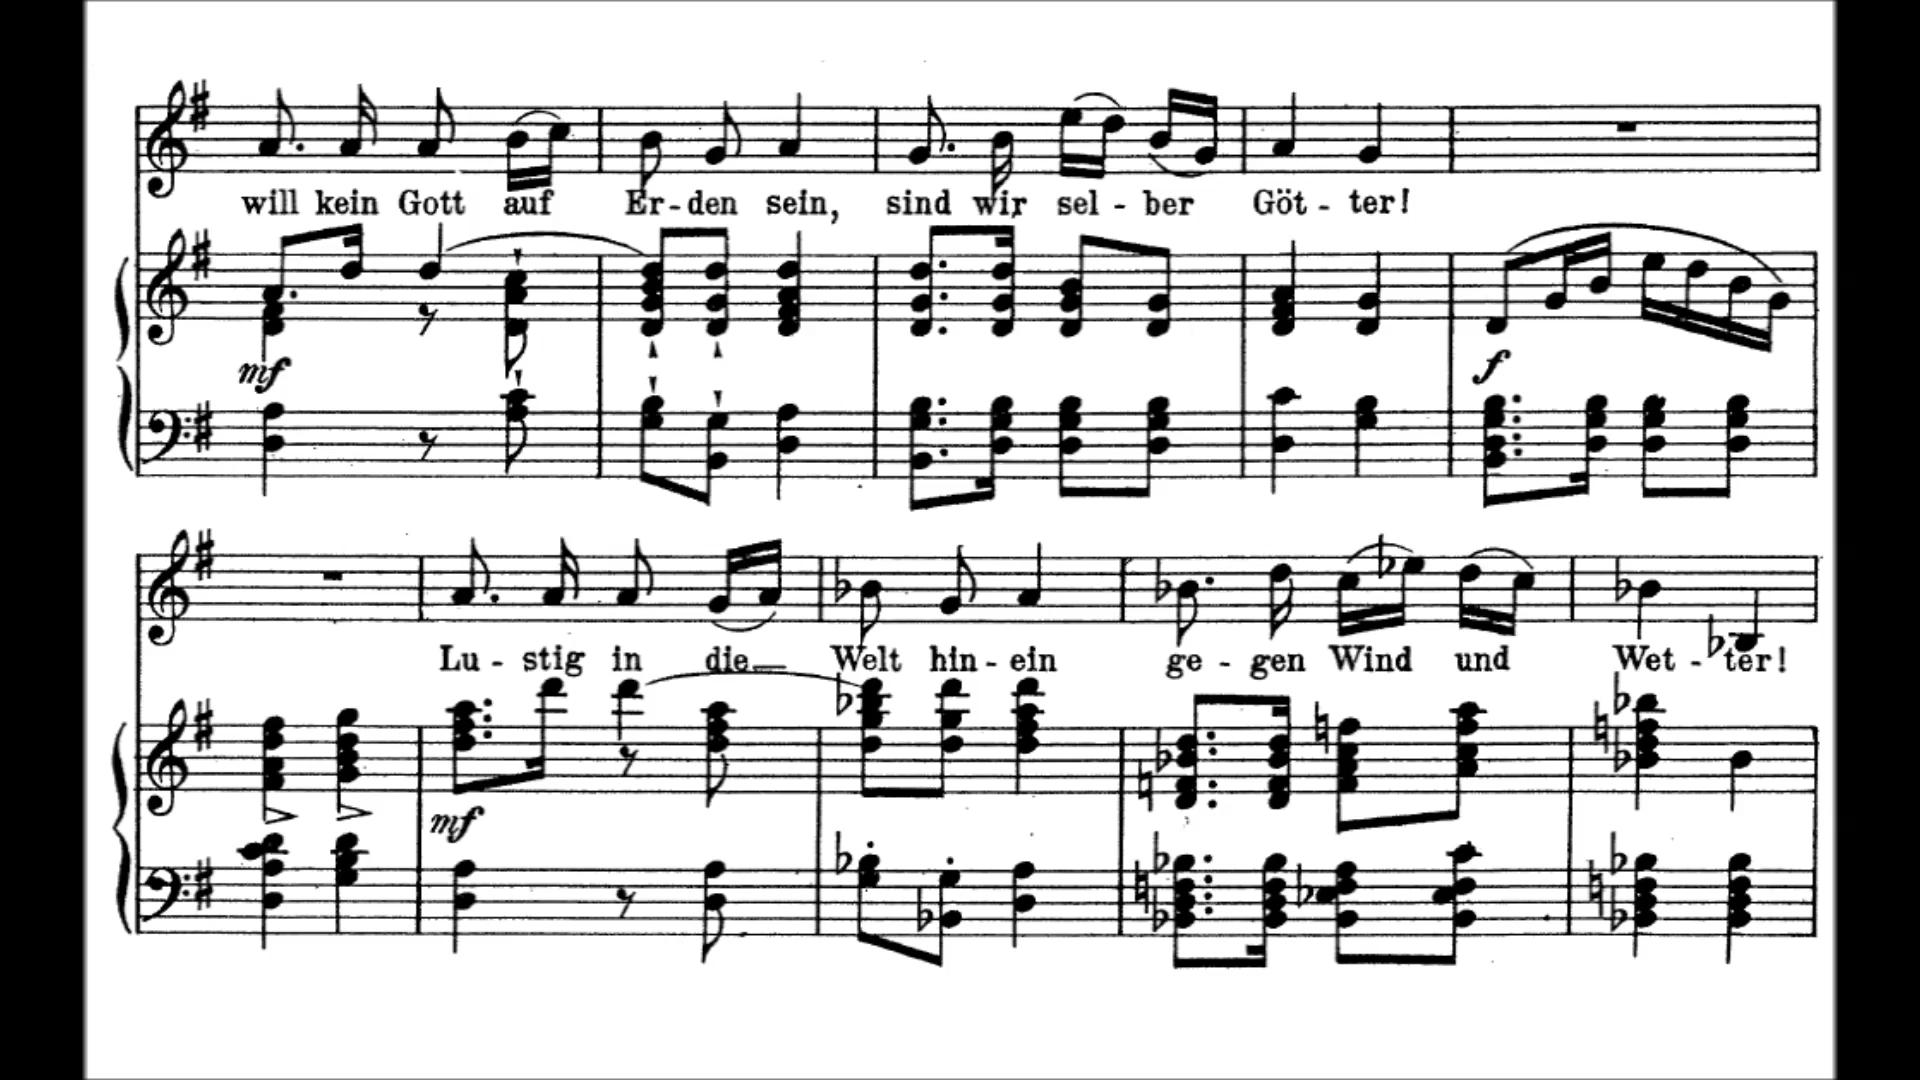 will kein Gott auf Er-den sein, sind wir sel - ber Göt - ter!
mf
f
Lu - stig in die Welt hin - ein ge - gen Wind und Wet - ter!
mf